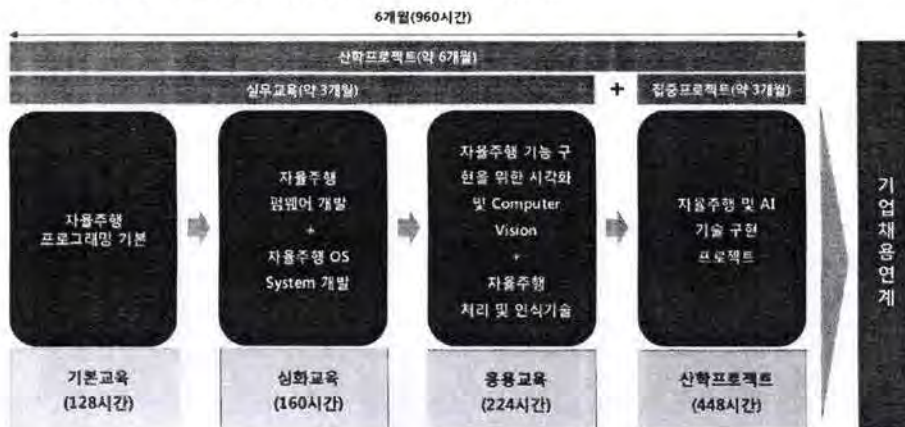 6개월(960시간)
산학프로젝트(약 6개월)
실무교육(약 3개월)
+
집중프로젝트(약 3개월)
자율주행
프로그래밍 기본
자율주행
펌웨어 개발
+
자율주행 OS
System 개발
자율주행 기능 구
현을 위한 시각화
및 Computer
Vision
+
자율주행
처리 및 인식기술
자율주행 및 AI
기술 구현
프로젝트
기업채용연계
기본교육
(128시간)
심화교육
(160시간)
응용교육
(224시간)
산학프로젝트
(448시간)